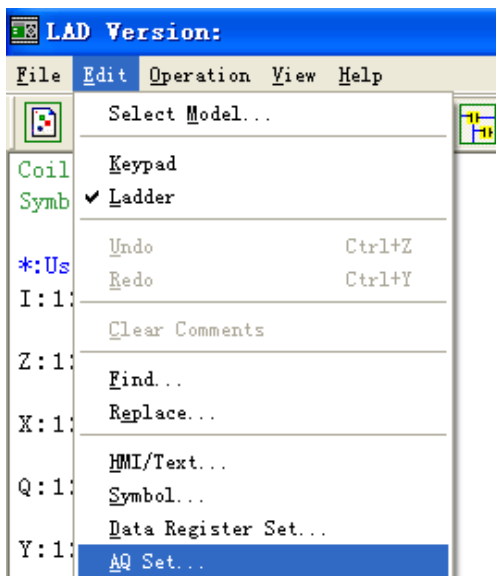 LAD Version:
File Edit Operation View Help
Select Model...
Coil
Keypad
Symb
✔ Ladder
Undo Ctrl+Z
*:Us
Redo Ctrl+Y
I:1:
Clear Comments
Z:1:
Find...
Replace...
X:1:
HMI/Text...
Q:1:
Symbol...
Data Register Set...
Y:1:
AQ Set...